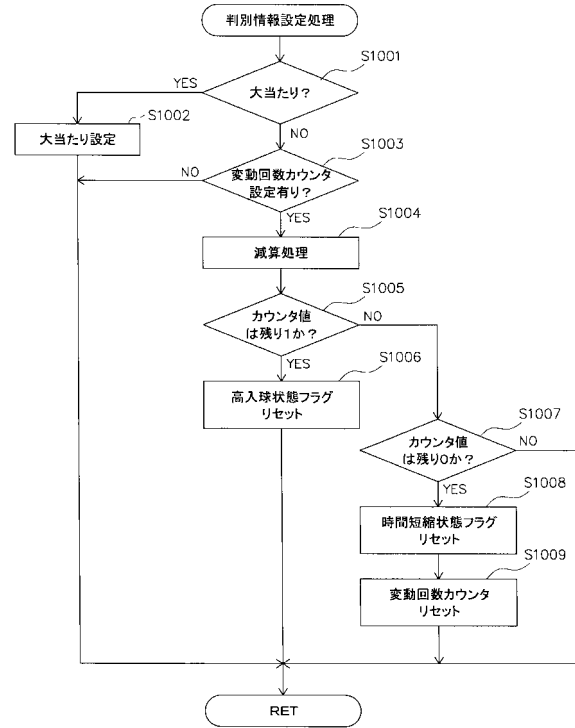 判別情報設定処理
S1001
大当たり?
YES
NO
S1002
大当たり設定
S1003
変動回数カウンタ
設定有り?
NO
YES
S1004
減算処理
S1005
カウンタ値
は残り1か?
NO
YES
S1006
高入球状態フラグ
リセット
S1007
カウンタ値
は残り0か?
NO
YES
S1008
時間短縮状態フラグ
リセット
S1009
変動回数カウンタ
リセット
RET